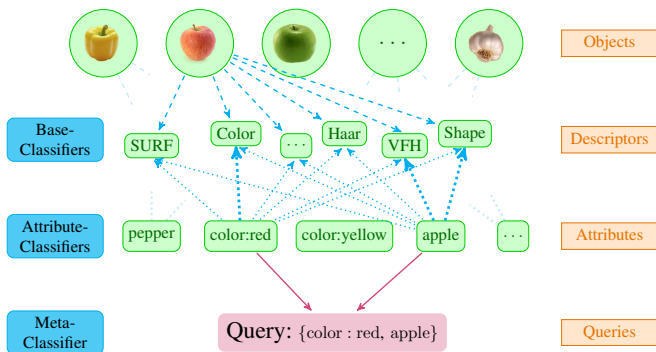 · · ·
Objects
Base-
Classifiers
SURF
Color
· · ·
Haar
VFH
Shape
Descriptors
Attribute-
Classifiers
pepper
color:red
color:yellow
apple
· · ·
Attributes
Meta-
Classifier
Query: {color : red, apple}
Queries